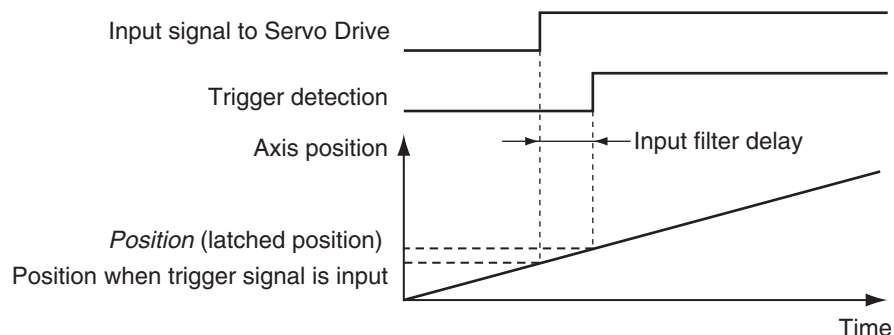 Input signal to Servo Drive
Trigger detection
Axis position
Input filter delay
Position (latched position)
Position when trigger signal is input
Time